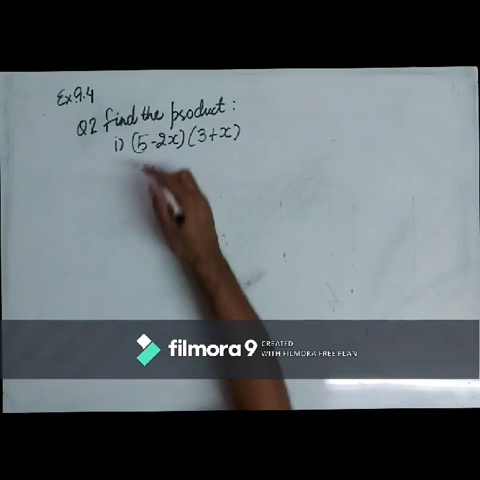 Ex 9.4
Q2 find the product :
i) (5-2x) (3+x)
filmora 9
CREATED
WITH FILMORA FREE PLAN